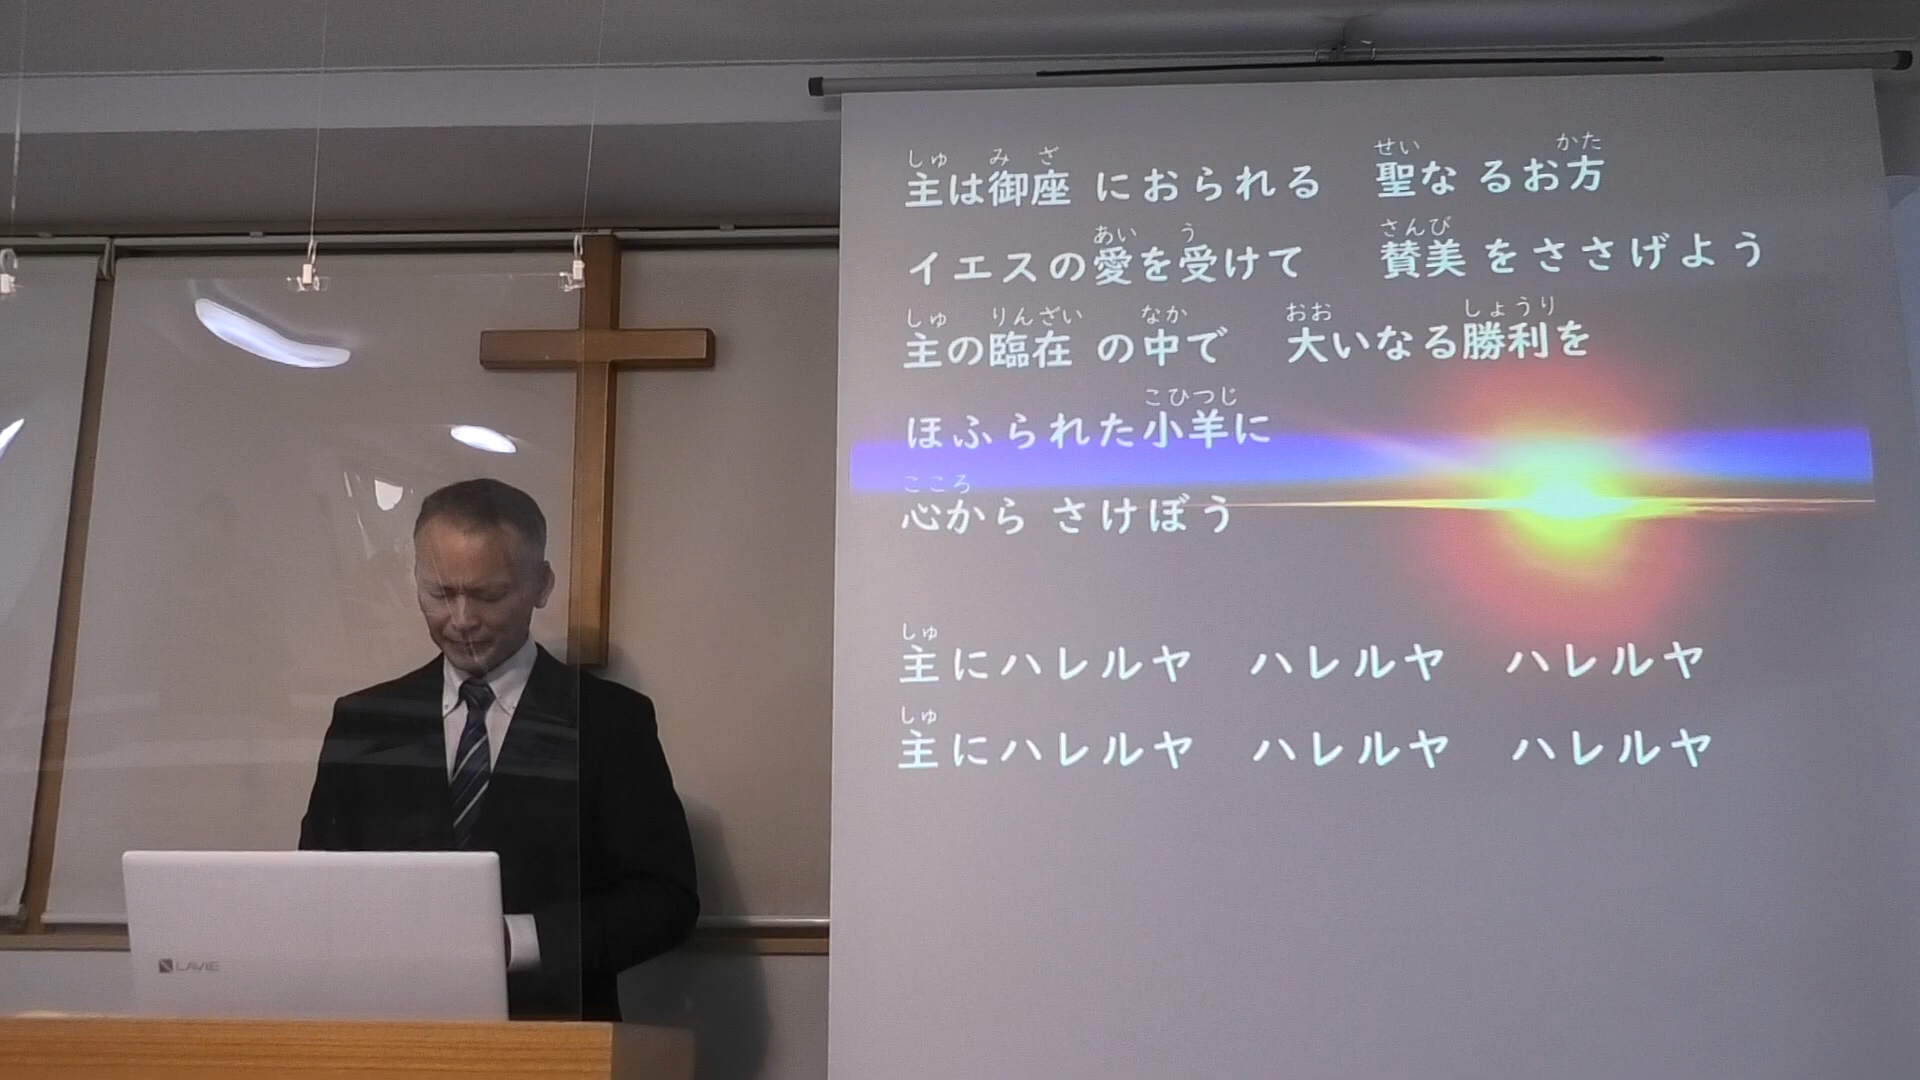 主は御座 におられる　聖なるお方
イエスの愛を受けて　賛美 をささげよう
主の臨在 の中で　大いなる勝利を
ほふられた小羊に
心から さけぼう
主にハレルヤ　ハレルヤ　ハレルヤ
主にハレルヤ　ハレルヤ　ハレルヤ
LAVIE